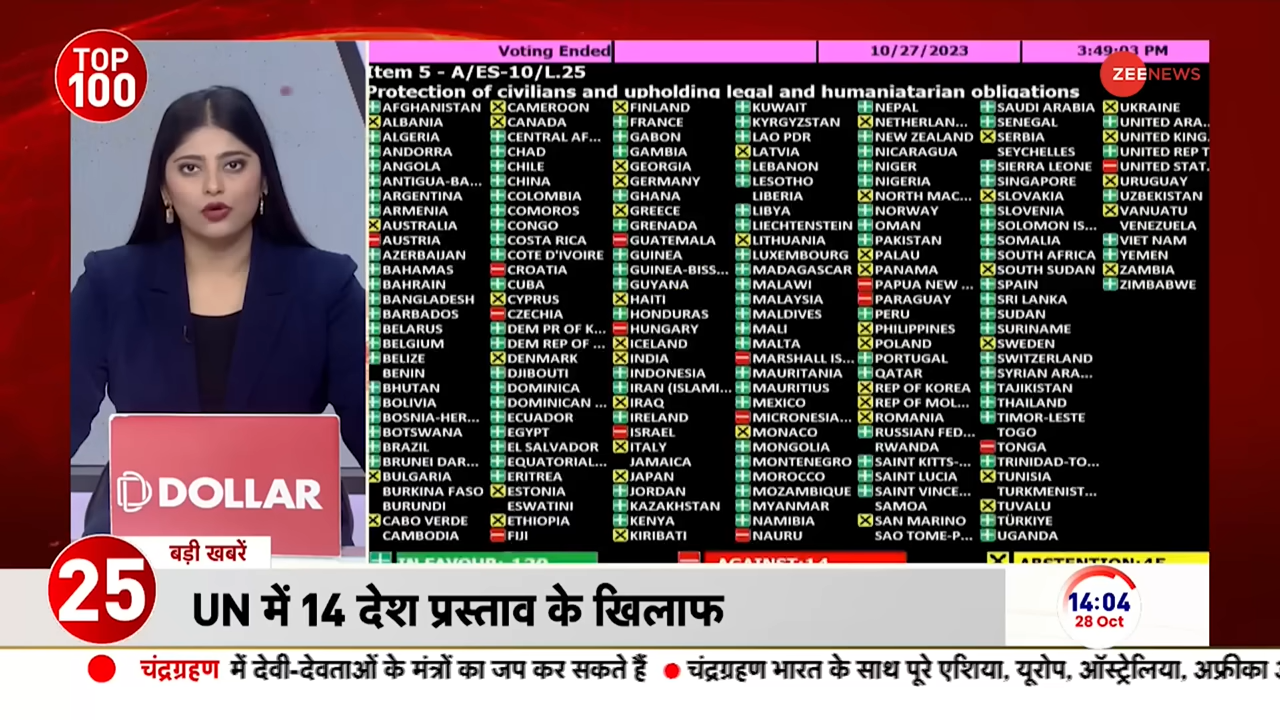 TOP
100
Voting Ended
10/27/2023
3:49:03 PM
ZEENEWS
Item 5 - A/ES-10/L.25
Protection of civilians and upholding legal and humaniatarian obligations
AFGHANISTAN CAMEROON FINLAND KUWAIT NEPAL SAUDI ARABIA UKRAINE
ALBANIA CANADA FRANCE KYRGYZSTAN NETHERLAN... SENEGAL UNITED ARA...
ALGERIA CENTRAL AF... GABON LAO PDR NEW ZEALAND SERBIA UNITED KING.
ANDORRA CHAD GAMBIA LATVIA NICARAGUA SEYCHELLES UNITED REP T
ANGOLA CHILE GEORGIA LEBANON NIGER SIERRA LEONE UNITED STAT.
ANTIGUA-BA... CHINA GERMANY LESOTHO NIGERIA SINGAPORE URUGUAY
ARGENTINA COLOMBIA GHANA LIBERIA NORTH MAC... SLOVAKIA UZBEKISTAN
ARMENIA COMOROS GREECE LIBYA NORWAY SLOVENIA VANUATU
AUSTRALIA CONGO GRENADA LIECHTENSTEIN OMAN SOLOMON IS... VENEZUELA
AUSTRIA COSTA RICA GUATEMALA LITHUANIA PAKISTAN SOMALIA VIET NAM
AZERBAIJAN COTE D'IVOIRE GUINEA LUXEMBOURG PALAU SOUTH AFRICA YEMEN
BAHAMAS CROATIA GUINEA-BISS... MADAGASCAR PANAMA SOUTH SUDAN ZAMBIA
BAHRAIN CUBA GUYANA MALAWI PAPUA NEW ... SPAIN ZIMBABWE
BANGLADESH CYPRUS HAITI MALAYSIA PARAGUAY SRI LANKA
BARBADOS CZECHIA HONDURAS MALDIVES PERU SUDAN
BELARUS DEM PR OF K... HUNGARY MALI PHILIPPINES SURINAME
BELGIUM DEM REP OF ... ICELAND MALTA POLAND SWEDEN
BELIZE DENMARK INDIA MARSHALL IS... PORTUGAL SWITZERLAND
BENIN DJIBOUTI INDONESIA MAURITANIA QATAR SYRIAN ARA...
BHUTAN DOMINICA IRAN (ISLAMI... MAURITIUS REP OF KOREA TAJIKISTAN
BOLIVIA DOMINICAN ... IRAQ MEXICO REP OF MOL... THAILAND
BOSNIA-HER... ECUADOR IRELAND MICRONESIA... ROMANIA TIMOR-LESTE
BOTSWANA EGYPT ISRAEL MONACO RUSSIAN FED... TOGO
BRAZIL EL SALVADOR ITALY MONGOLIA RWANDA TONGA
BRUNEI DAR... EQUATORIAL... JAMAICA MONTENEGRO SAINT KITTS-... TRINIDAD-TO...
BULGARIA ERITREA JAPAN MOROCCO SAINT LUCIA TUNISIA
BURKINA FASO ESTONIA JORDAN MOZAMBIQUE SAINT VINCE... TURKMENIST...
BURUNDI ESWATINI KAZAKHSTAN MYANMAR SAMOA TUVALU
CABO VERDE ETHIOPIA KENYA NAMIBIA SAN MARINO TÜRKIYE
CAMBODIA FIJI KIRIBATI NAURU SAO TOME-P... UGANDA
IN FAVOUR: 120 AGAINST:14 ABSTENTION:45
DOLLAR
25
बड़ी खबरें
UN में 14 देश प्रस्ताव के खिलाफ
14:04
28 Oct
चंद्रग्रहण में देवी-देवताओं के मंत्रों का जप कर सकते हैं चंद्रग्रहण भारत के साथ पूरे एशिया, यूरोप, ऑस्ट्रेलिया, अफ्रीका